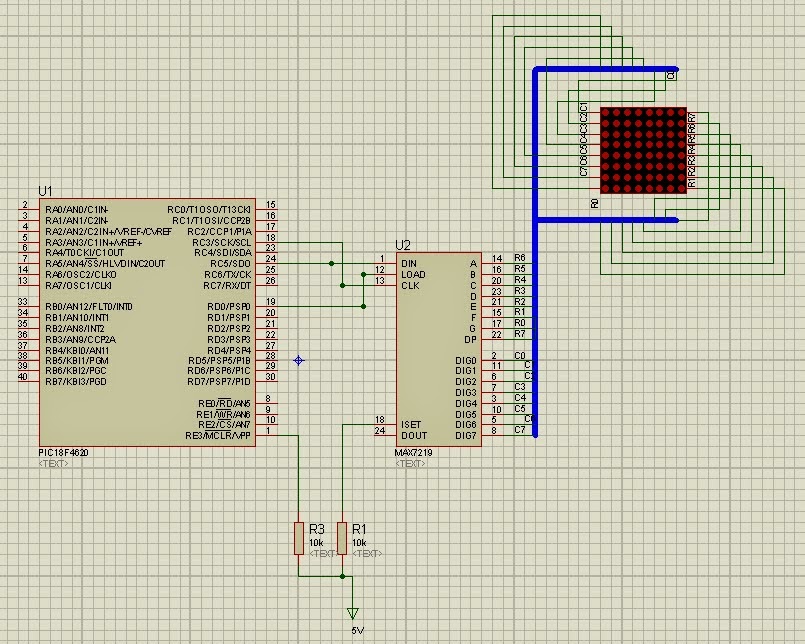 U1
2 RA0/AN0/C1IN- RC0/T1OSO/T13CKI 15
3 RA1/AN1/C2IN- RC1/T1OSI/CCP2B 16
4 RA2/AN2/C2IN+/VREF-/CVREF RC2/CCP1/P1A 17
5 RA3/AN3/C1IN+/VREF+ RC3/SCK/SCL 18
6 RA4/T0CKI/C1OUT RC4/SDI/SDA 23
7 RA5/AN4/SS/HLVDIN/C2OUT RC5/SDO 24
14 RA6/OSC2/CLKO RC6/TX/CK 25
13 RA7/OSC1/CLKI RC7/RX/DT 26
33 RB0/AN12/FLT0/INT0 RD0/PSP0 19
34 RB1/AN10/INT1 RD1/PSP1 20
35 RB2/AN8/INT2 RD2/PSP2 21
36 RB3/AN9/CCP2A RD3/PSP3 22
37 RB4/KBI0/AN11 RD4/PSP4 27
38 RB5/KBI1/PGM RD5/PSP5/P1B 28
39 RB6/KBI2/PGC RD6/PSP6/P1C 29
40 RB7/KBI3/PGD RD7/PSP7/P1D 30
RE0/RD/AN5 8
RE1/WR/AN6 9
RE2/CS/AN7 10
RE3/MCLR/VPP 1
PIC18F4620
<TEXT>
U2
1 DIN A 14 R6
12 LOAD B 16 R5
13 CLK C 20 R4
D 23 R3
E 21 R2
F 15 R1
G 17 R0
DP 22 R7
DIG0 2 C0
DIG1 11
DIG2 6
DIG3 7 C3
DIG4 3 C4
DIG5 10 C5
18 ISET DIG6 5
24 DOUT DIG7 8 C7
MAX7219
<TEXT>
C7C6C5C4C3C2C1
R1R2R3R4R5R6R7
R0
R3
10k
<TEXT>
R1
10k
<TEXT>
5V